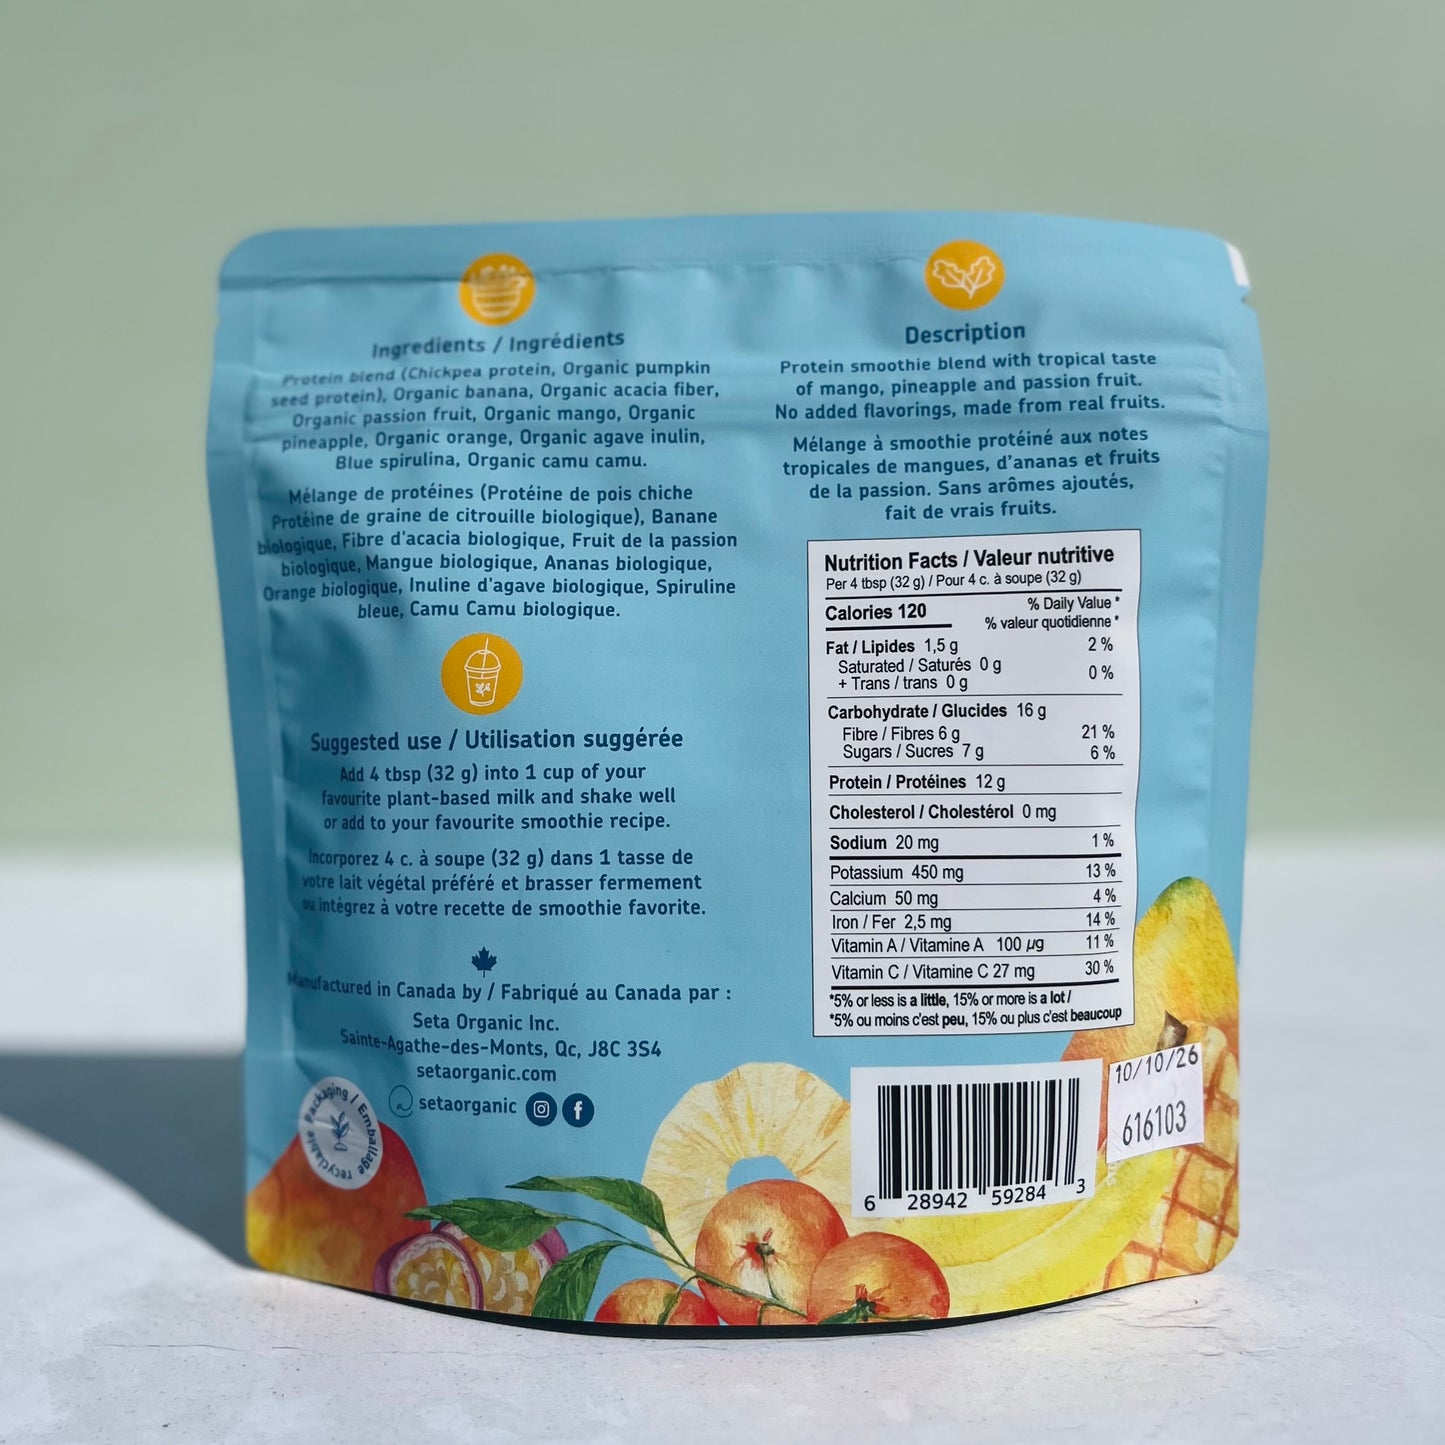 Ingredients / Ingrédients
Protein blend (Chickpea protein, Organic pumpkin
seed protein), Organic banana, Organic acacia fiber,
Organic passion fruit, Organic mango, Organic
pineapple, Organic orange, Organic agave inulin,
Blue spirulina, Organic camu camu.
Mélange de protéines (Protéine de pois chiche
Protéine de graine de citrouille biologique), Banane
biologique, Fibre d'acacia biologique, Fruit de la passion
biologique, Mangue biologique, Ananas biologique,
Orange biologique, Inuline d'agave biologique, Spiruline
bleue, Camu Camu biologique.
Suggested use / Utilisation suggérée
Add 4 tbsp (32 g) into 1 cup of your
favourite plant-based milk and shake well
or add to your favourite smoothie recipe.
Incorporez 4 c. à soupe (32 g) dans 1 tasse de
votre lait végétal préféré et brasser fermement
ou intégrez à votre recette de smoothie favorite.
Manufactured in Canada by / Fabriqué au Canada par :
Seta Organic Inc.
Sainte-Agathe-des-Monts, Qc, J8C 3S4
setaorganic.com
@ setaorganic
Recyclable Packaging / Emballage recyclable
Description
Protein smoothie blend with tropical taste
of mango, pineapple and passion fruit.
No added flavorings, made from real fruits.
Mélange à smoothie protéiné aux notes
tropicales de mangues, d'ananas et fruits
de la passion. Sans arômes ajoutés,
fait de vrais fruits.
Nutrition Facts / Valeur nutritive
Per 4 tbsp (32 g) / Pour 4 c. à soupe (32 g)
Calories 120 % Daily Value *
% valeur quotidienne *
Fat / Lipides 1,5 g 2 %
Saturated / Saturés 0 g
+ Trans / trans 0 g 0 %
Carbohydrate / Glucides 16 g
Fibre / Fibres 6 g 21 %
Sugars / Sucres 7 g 6 %
Protein / Protéines 12 g
Cholesterol / Cholestérol 0 mg
Sodium 20 mg 1 %
Potassium 450 mg 13 %
Calcium 50 mg 4 %
Iron / Fer 2,5 mg 14 %
Vitamin A / Vitamine A 100 µg 11 %
Vitamin C / Vitamine C 27 mg 30 %
*5% or less is a little, 15% or more is a lot /
*5% ou moins c'est peu, 15% ou plus c'est beaucoup
6 28942 59284 3
10/10/26
616103